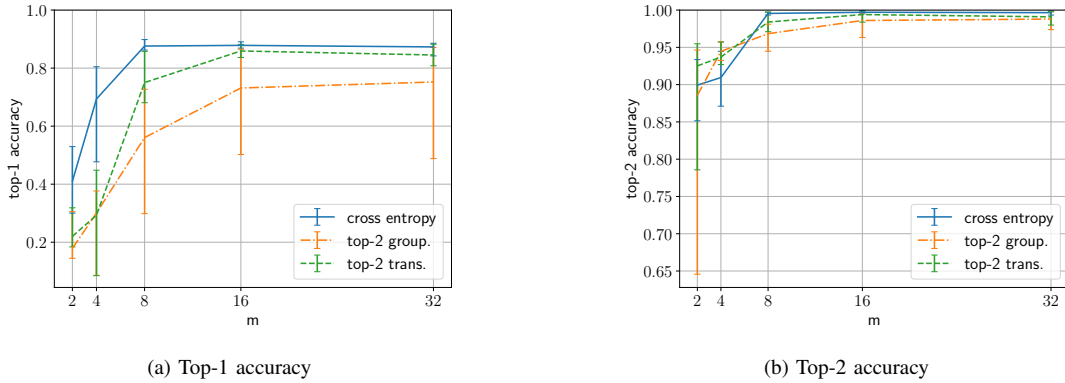 1.0
0.8
0.6
0.4
0.2
top-1 accuracy
cross entropy
top-2 group.
top-2 trans.
2 4 8 16 32
m
(a) Top-1 accuracy
1.00
0.95
0.90
0.85
0.80
0.75
0.70
0.65
top-2 accuracy
cross entropy
top-2 group.
top-2 trans.
2 4 8 16 32
m
(b) Top-2 accuracy